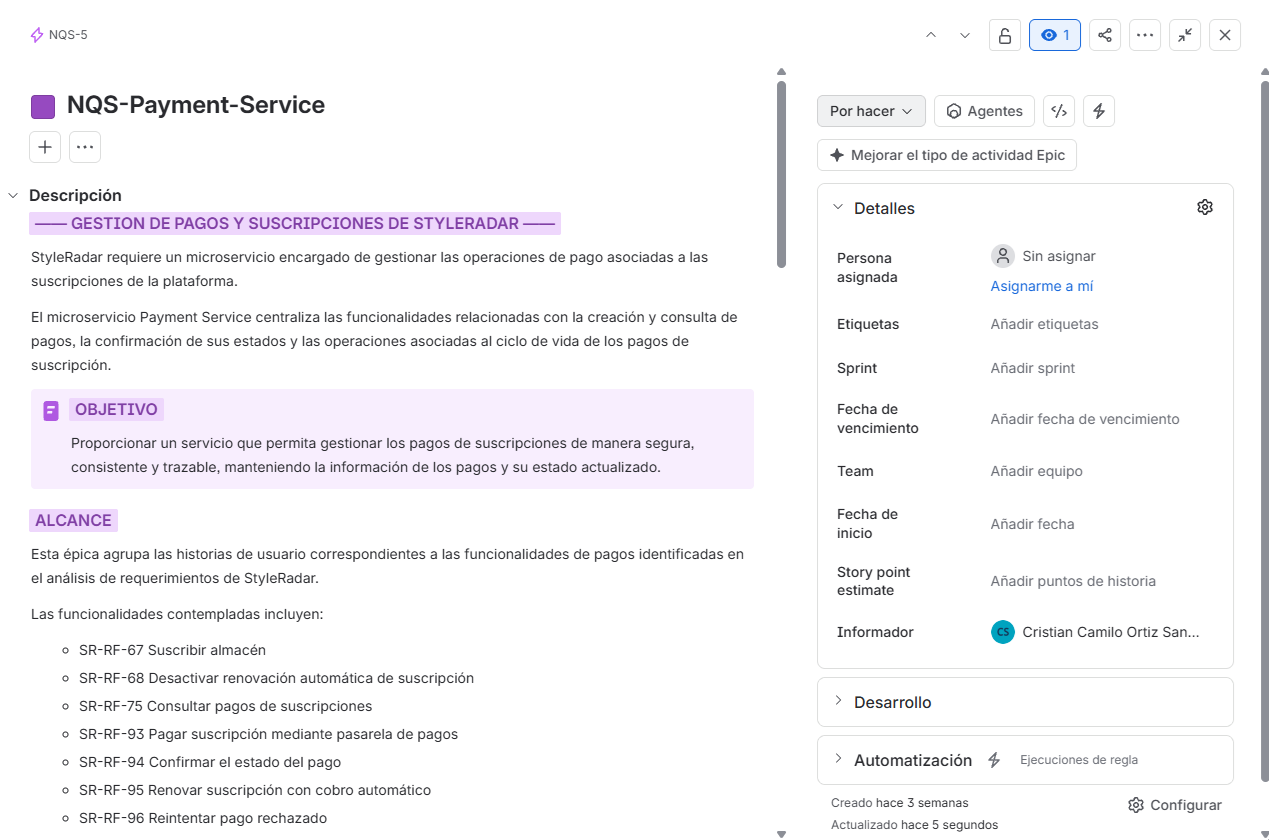 NQS-5
1
NQS-Payment-Service
Descripción
—— GESTION DE PAGOS Y SUSCRIPCIONES DE STYLERADAR ——
StyleRadar requiere un microservicio encargado de gestionar las operaciones de pago asociadas a las
suscripciones de la plataforma.
El microservicio Payment Service centraliza las funcionalidades relacionadas con la creación y consulta de
pagos, la confirmación de sus estados y las operaciones asociadas al ciclo de vida de los pagos de
suscripción.
OBJETIVO
Proporcionar un servicio que permita gestionar los pagos de suscripciones de manera segura,
consistente y trazable, manteniendo la información de los pagos y su estado actualizado.
ALCANCE
Esta épica agrupa las historias de usuario correspondientes a las funcionalidades de pagos identificadas en
el análisis de requerimientos de StyleRadar.
Las funcionalidades contempladas incluyen:
SR-RF-67 Suscribir almacén
SR-RF-68 Desactivar renovación automática de suscripción
SR-RF-75 Consultar pagos de suscripciones
SR-RF-93 Pagar suscripción mediante pasarela de pagos
SR-RF-94 Confirmar el estado del pago
SR-RF-95 Renovar suscripción con cobro automático
SR-RF-96 Reintentar pago rechazado
Por hacer
Agentes
Mejorar el tipo de actividad Epic
Detalles
Persona
asignada
Sin asignar
Asignarme a mí
Etiquetas
Añadir etiquetas
Sprint
Añadir sprint
Fecha de
vencimiento
Añadir fecha de vencimiento
Team
Añadir equipo
Fecha de
inicio
Añadir fecha
Story point
estimate
Añadir puntos de historia
Informador
CS
Cristian Camilo Ortiz San...
Desarrollo
Automatización
Ejecuciones de regla
Creado hace 3 semanas
Configurar
Actualizado hace 5 segundos